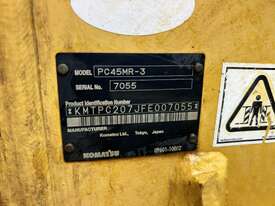 MODEL PC45MR-3
SERIAL No. 7055
Product Identification Number
*KMTPC207JFE007055*
MANUFACTURER
Komatsu Ltd., Tokyo, Japan
KOMATSU